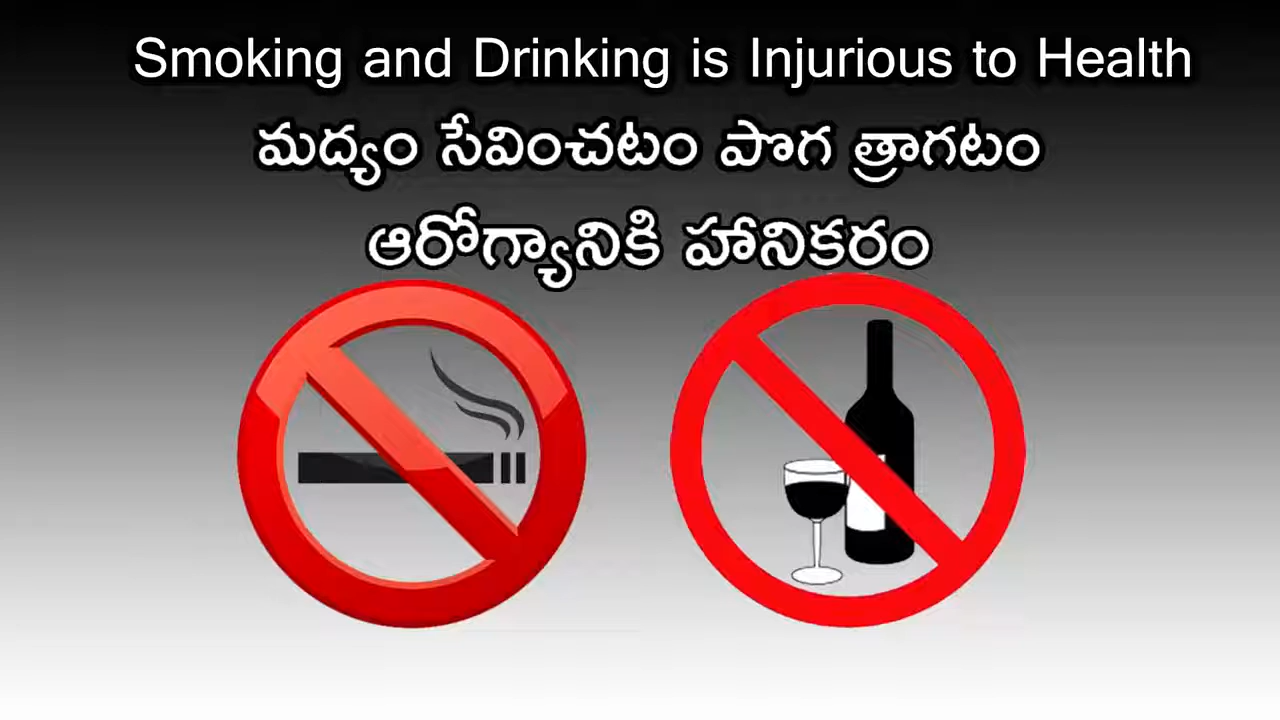 Smoking and Drinking is Injurious to Health
మద్యం సేవించటం పొగ త్రాగటం
ఆరోగ్యానికి హానికరం